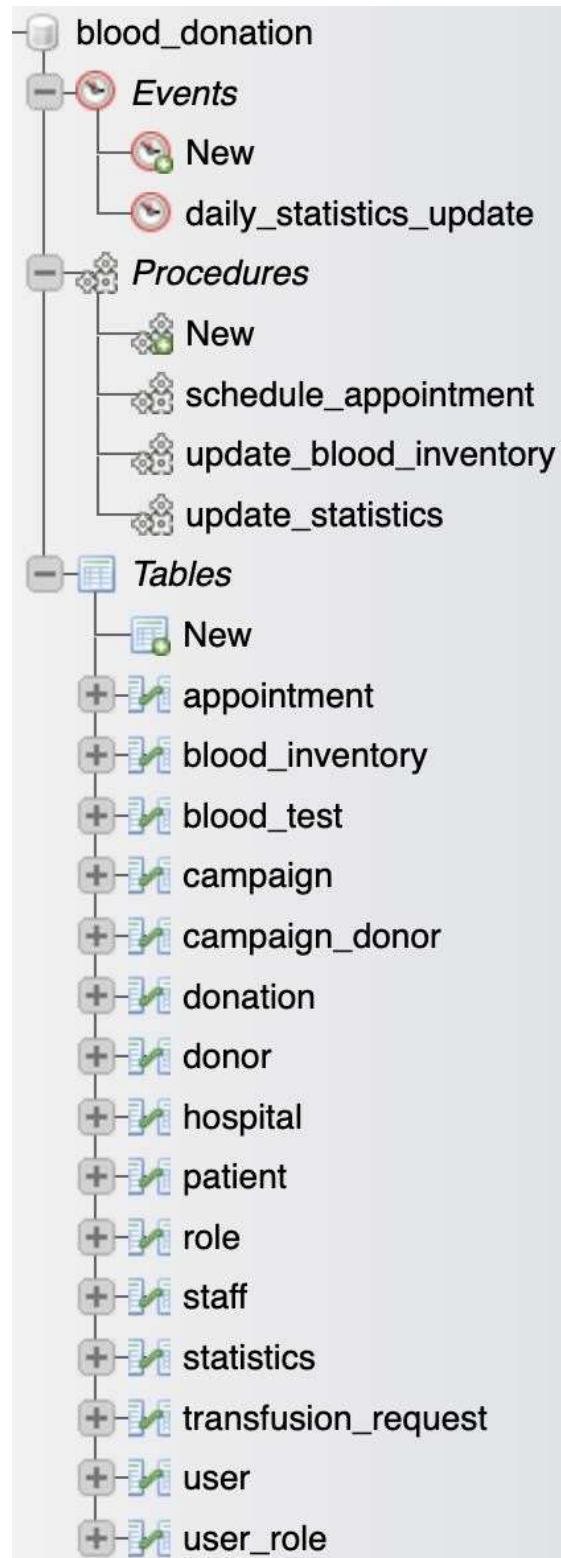 blood_donation
Events
New
daily_statistics_update
Procedures
New
schedule_appointment
update_blood_inventory
update_statistics
Tables
New
appointment
blood_inventory
blood_test
campaign
campaign_donor
donation
donor
hospital
patient
role
staff
statistics
transfusion_request
user
user_role